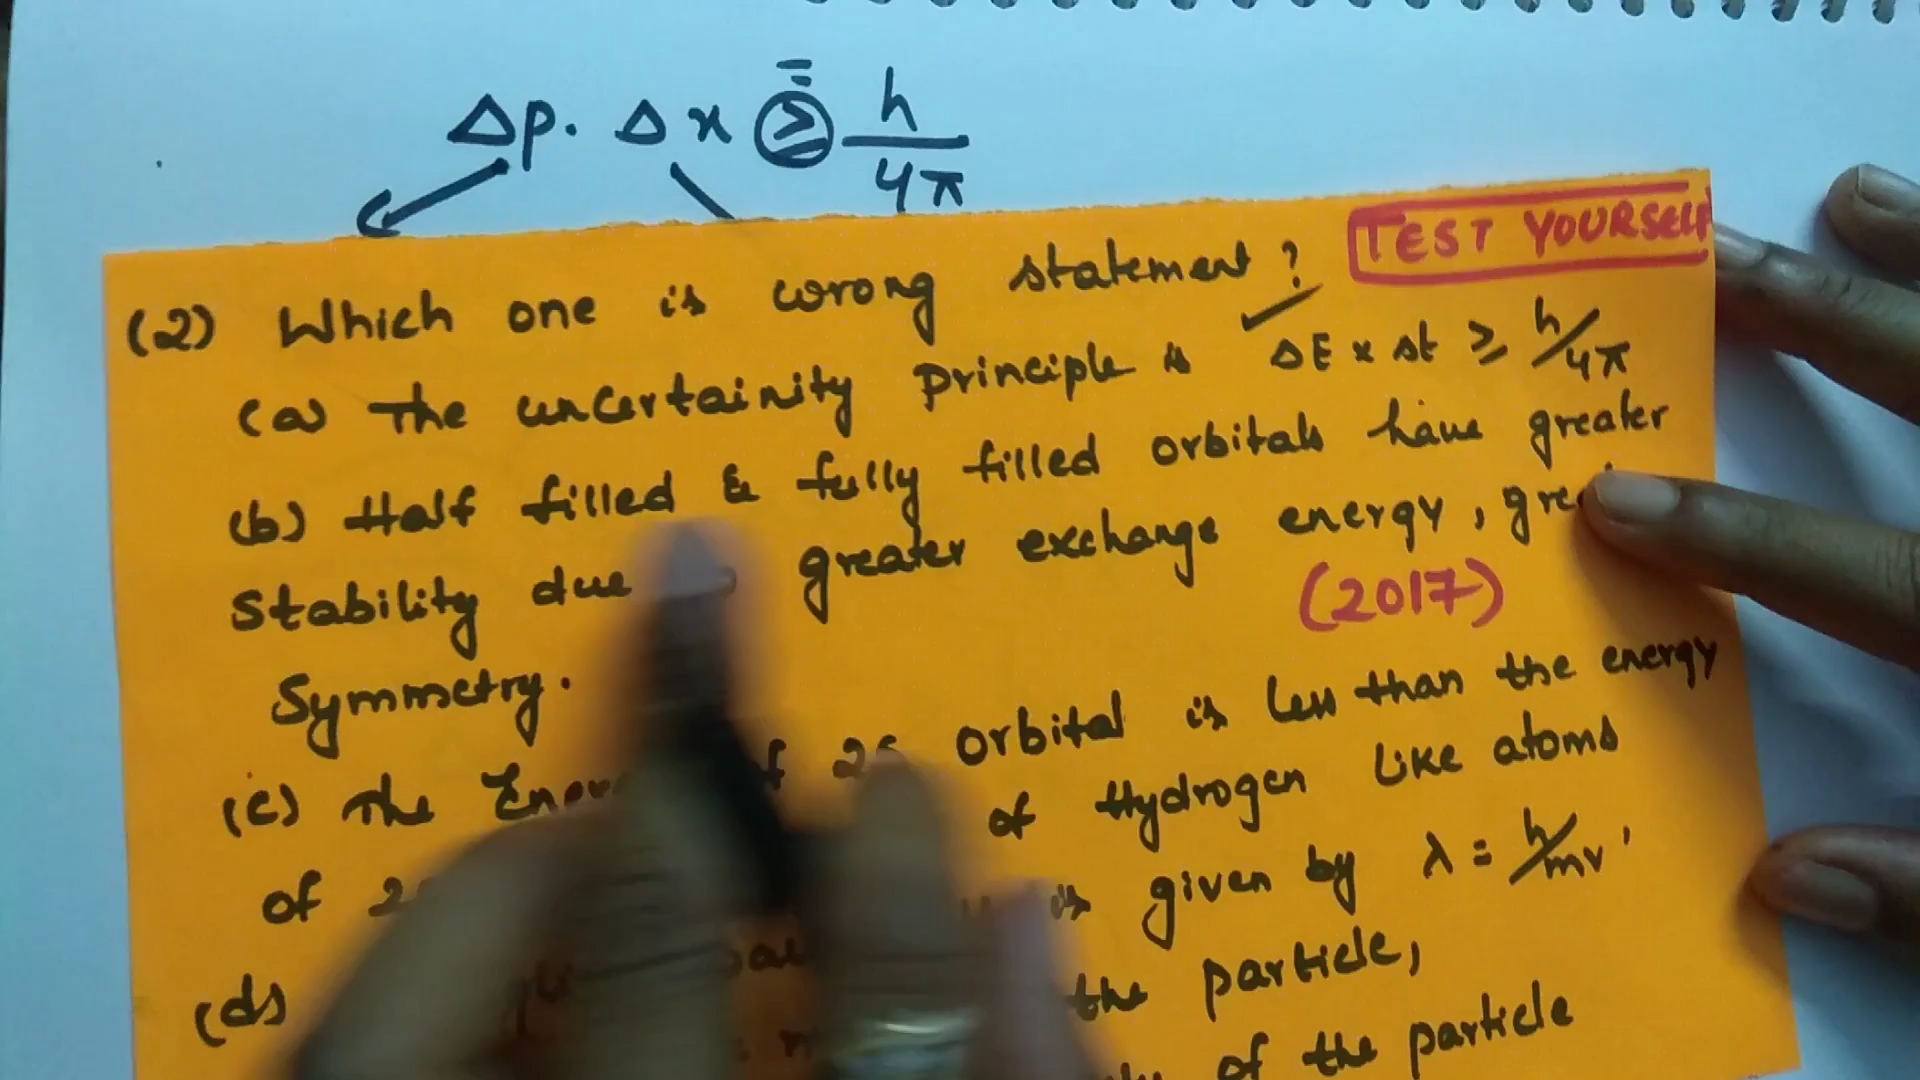 Δp. Δx ≥ h/4π
=
TEST YOURSELF
(2) Which one is wrong statement?
(a) The uncertainity principle is ΔE x Δt ≥ h/4π
(b) Half filled & fully filled orbitals have greater
Stability due greater exchange energy,
Symmetry.
(2017)
(c) The orbital is less than the energy
of of Hydrogen Like atoms
(d) is given by λ = h/mv,
the particle,
of the particle